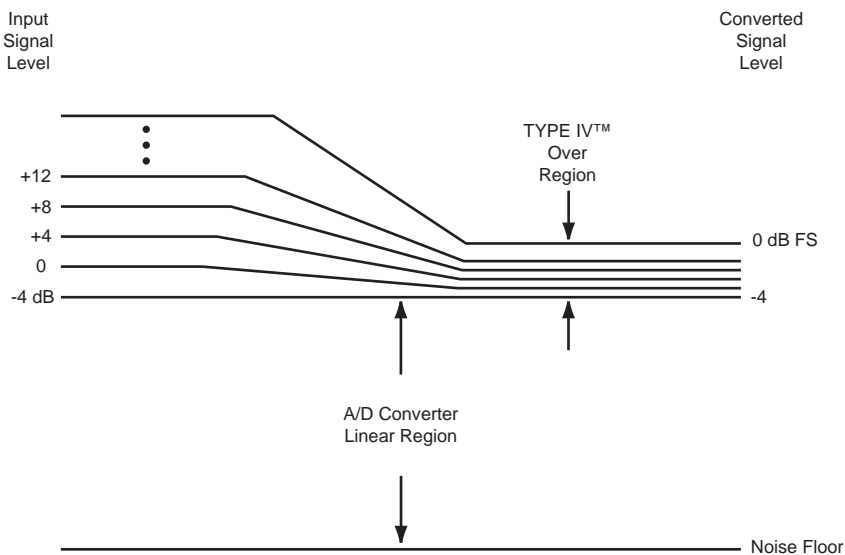 Input
Signal
Level
Converted
Signal
Level
TYPE IV™
Over
Region
+12
+8
+4
0
-4 dB
0 dB FS
-4
A/D Converter
Linear Region
Noise Floor